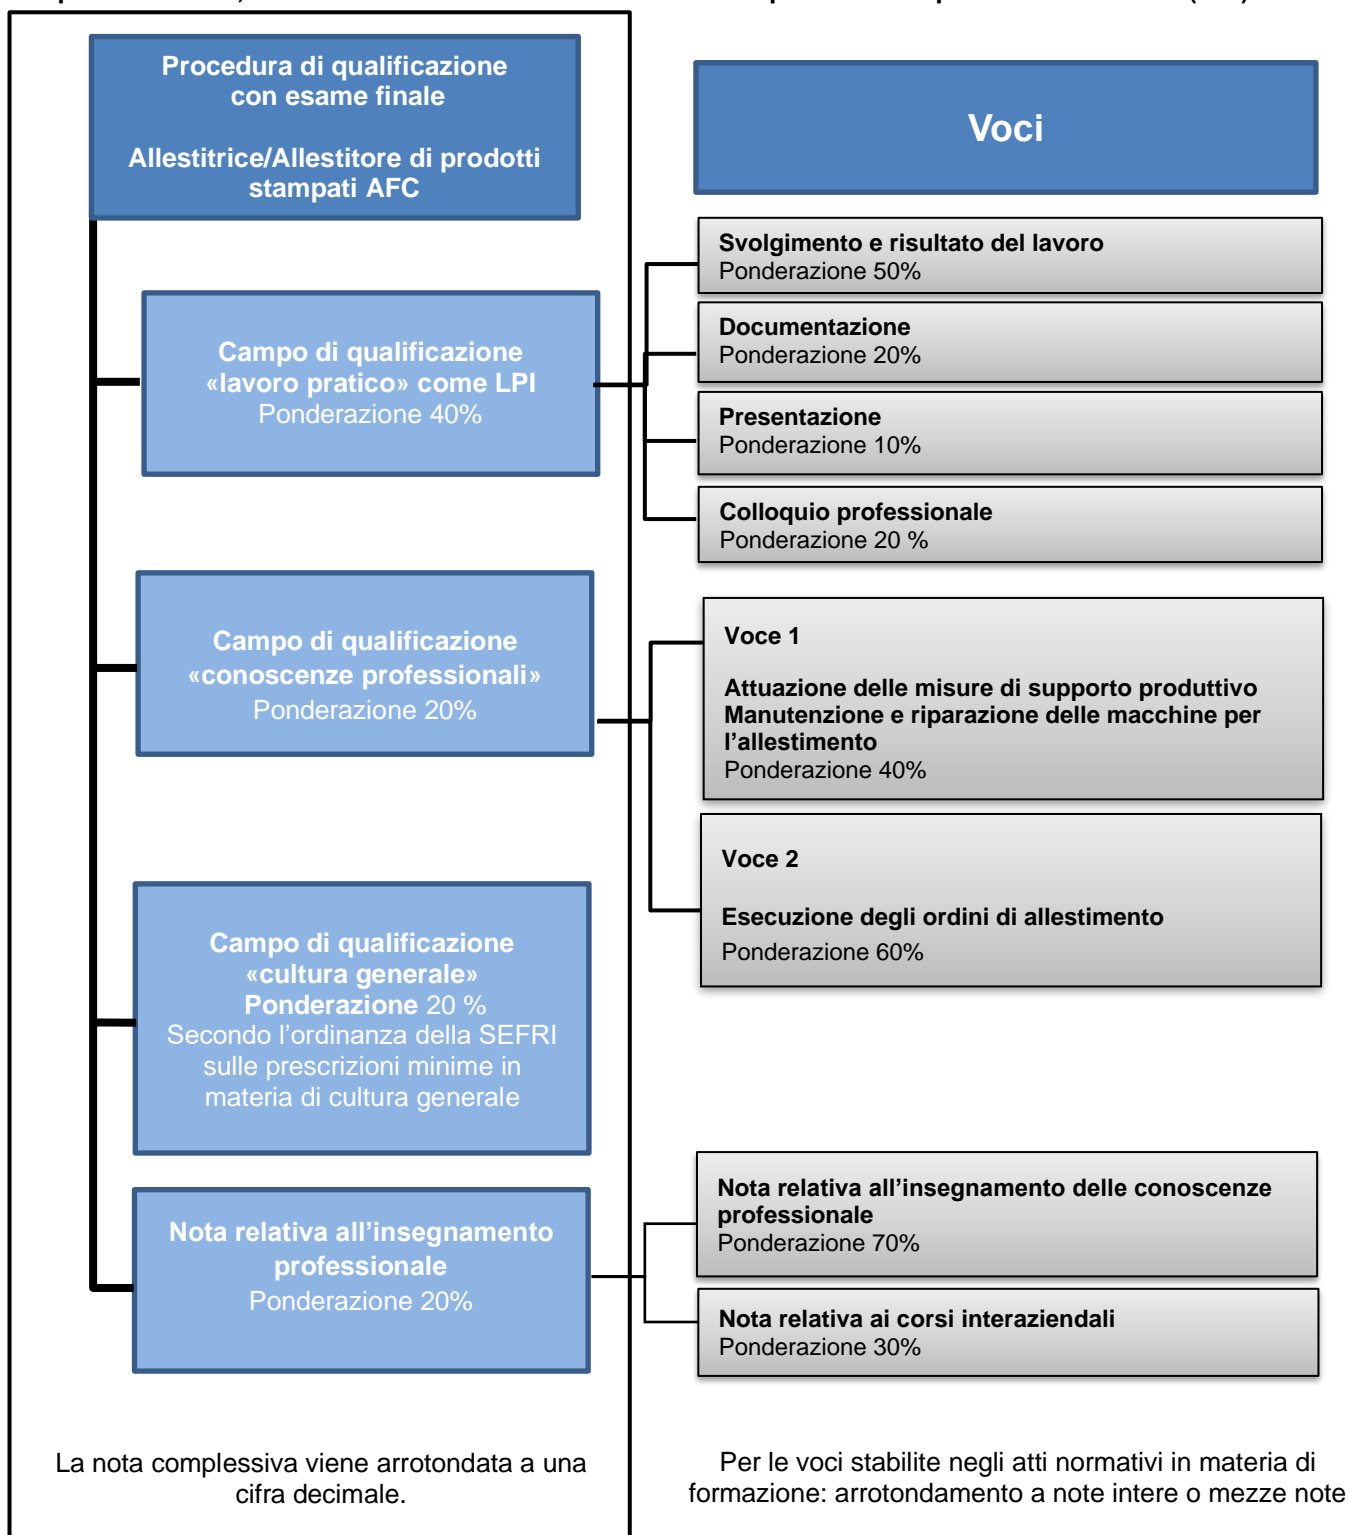 Procedura di qualificazione
con esame finale
Allestitrice/Allestitore di prodotti
stampati AFC
Voci
Campo di qualificazione
«lavoro pratico» come LPI
Ponderazione 40%
Svolgimento e risultato del lavoro
Ponderazione 50%
Documentazione
Ponderazione 20%
Presentazione
Ponderazione 10%
Colloquio professionale
Ponderazione 20 %
Campo di qualificazione
«conoscenze professionali»
Ponderazione 20%
Voce 1
Attuazione delle misure di supporto produttivo
Manutenzione e riparazione delle macchine per
l’allestimento
Ponderazione 40%
Voce 2
Esecuzione degli ordini di allestimento
Ponderazione 60%
Campo di qualificazione
«cultura generale»
Ponderazione 20 %
Secondo l’ordinanza della SEFRI
sulle prescrizioni minime in
materia di cultura generale
Nota relativa all’insegnamento
professionale
Ponderazione 20%
Nota relativa all’insegnamento delle conoscenze
professionale
Ponderazione 70%
Nota relativa ai corsi interaziendali
Ponderazione 30%
La nota complessiva viene arrotondata a una
cifra decimale.
Per le voci stabilite negli atti normativi in materia di
formazione: arrotondamento a note intere o mezze note